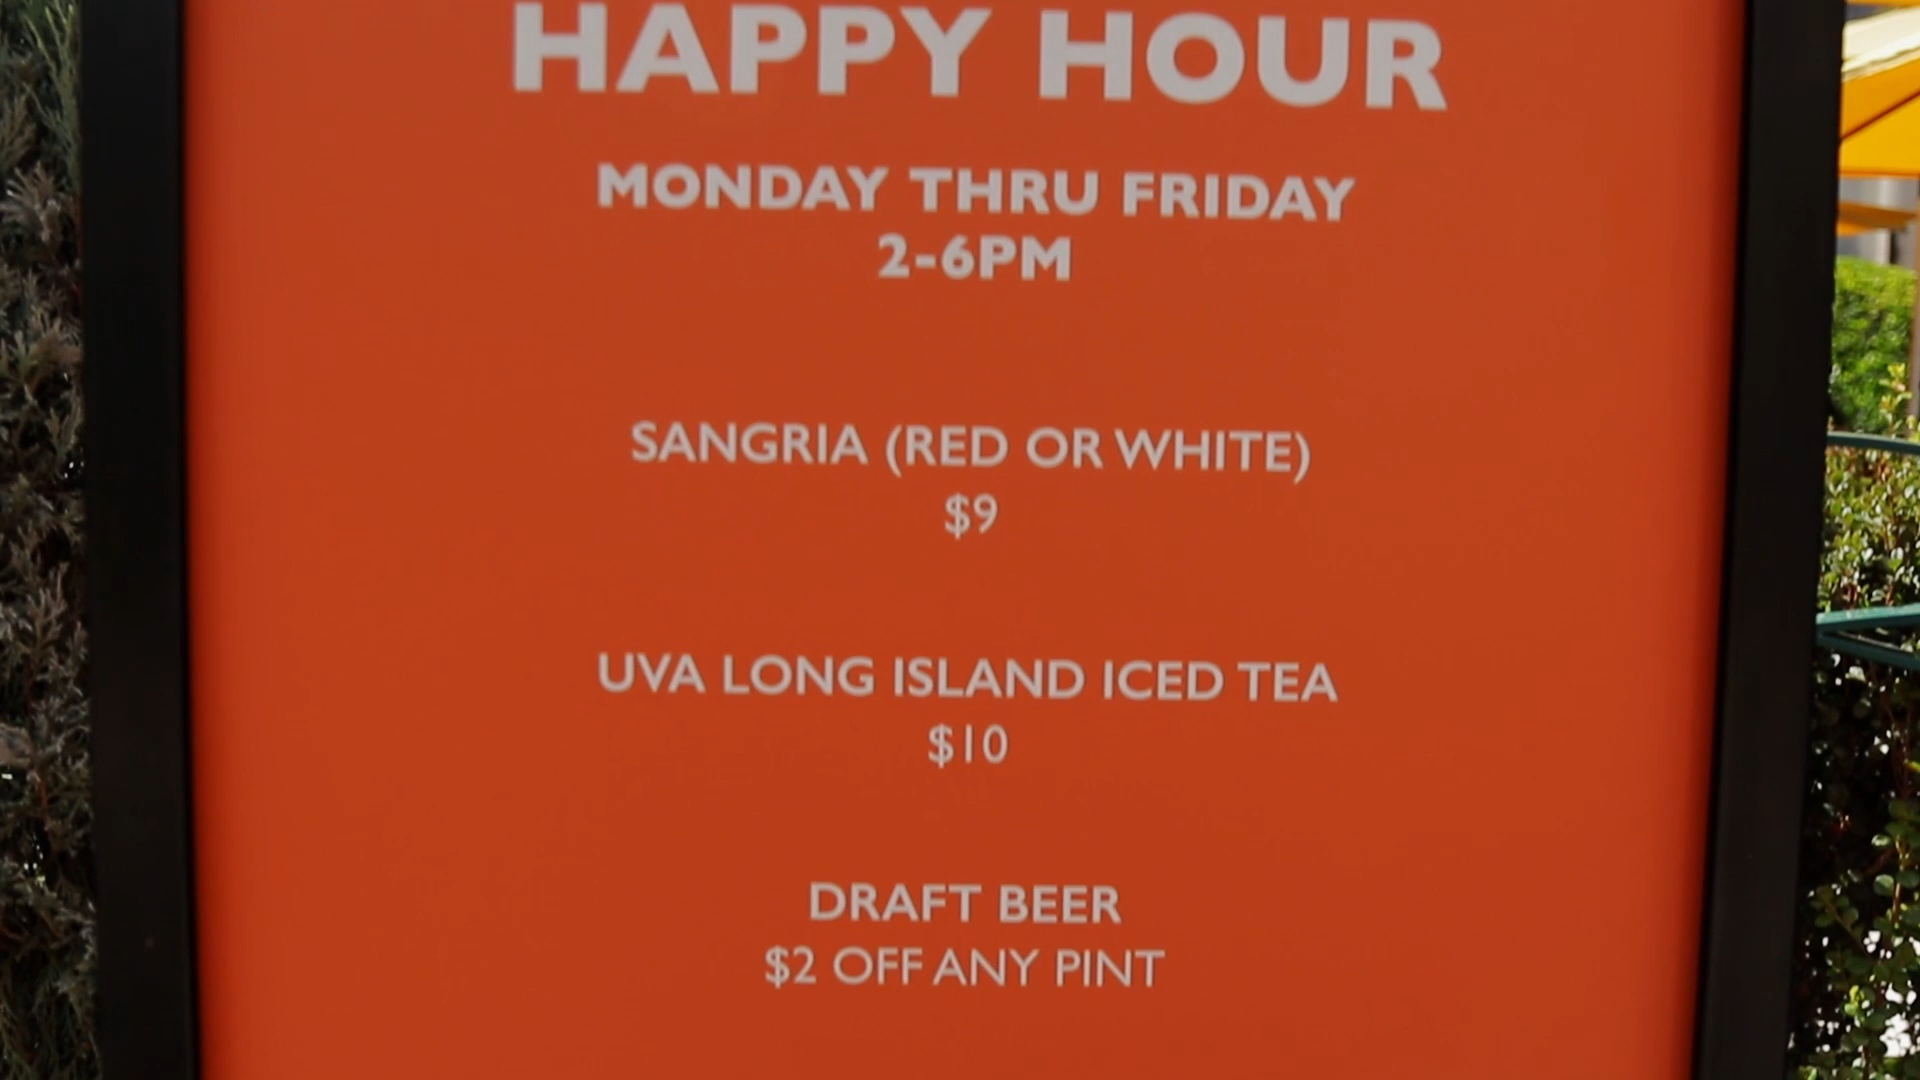 HAPPY HOUR
MONDAY THRU FRIDAY
2-6PM
SANGRIA (RED OR WHITE)
$9
UVA LONG ISLAND ICED TEA
$10
DRAFT BEER
$2 OFF ANY PINT